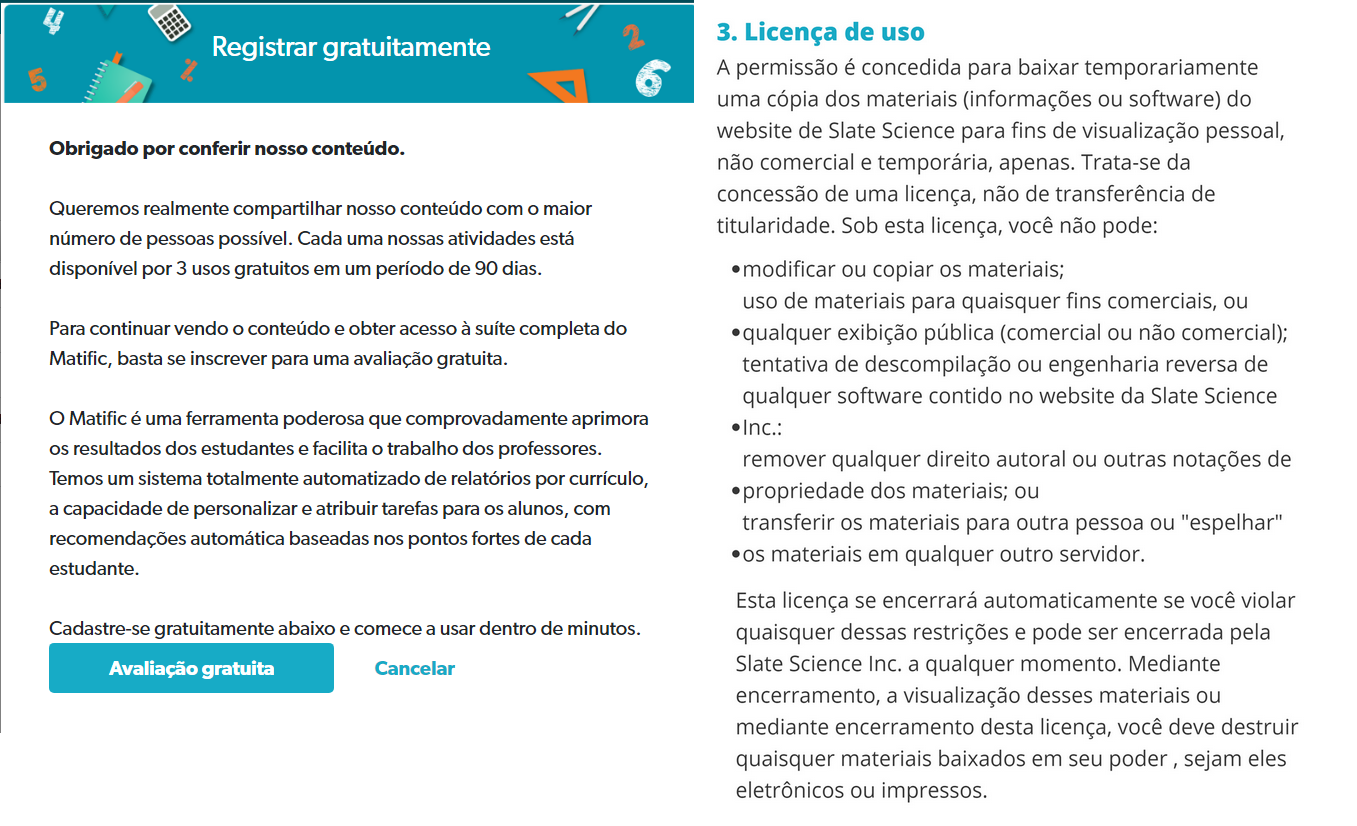 Registrar gratuitamente
Obrigado por conferir nosso conteúdo.
Queremos realmente compartilhar nosso conteúdo com o maior
número de pessoas possível. Cada uma nossas atividades está
disponível por 3 usos gratuitos em um período de 90 dias.
Para continuar vendo o conteúdo e obter acesso à suíte completa do
Matific, basta se inscrever para uma avaliação gratuita.
O Matific é uma ferramenta poderosa que comprovadamente aprimora
os resultados dos estudantes e facilita o trabalho dos professores.
Temos um sistema totalmente automatizado de relatórios por currículo,
a capacidade de personalizar e atribuir tarefas para os alunos, com
recomendações automática baseadas nos pontos fortes de cada
estudante.
Cadastre-se gratuitamente abaixo e comece a usar dentro de minutos.
Avaliação gratuita
Cancelar
3. Licença de uso
A permissão é concedida para baixar temporariamente
uma cópia dos materiais (informações ou software) do
website de Slate Science para fins de visualização pessoal,
não comercial e temporária, apenas. Trata-se da
concessão de uma licença, não de transferência de
titularidade. Sob esta licença, você não pode:
•modificar ou copiar os materiais;
uso de materiais para quaisquer fins comerciais, ou
•qualquer exibição pública (comercial ou não comercial);
tentativa de descompilação ou engenharia reversa de
qualquer software contido no website da Slate Science
•Inc.:
remover qualquer direito autoral ou outras notações de
•propriedade dos materiais; ou
transferir os materiais para outra pessoa ou "espelhar"
•os materiais em qualquer outro servidor.
Esta licença se encerrará automaticamente se você violar
quaisquer dessas restrições e pode ser encerrada pela
Slate Science Inc. a qualquer momento. Mediante
encerramento, a visualização desses materiais ou
mediante encerramento desta licença, você deve destruir
quaisquer materiais baixados em seu poder , sejam eles
eletrônicos ou impressos.